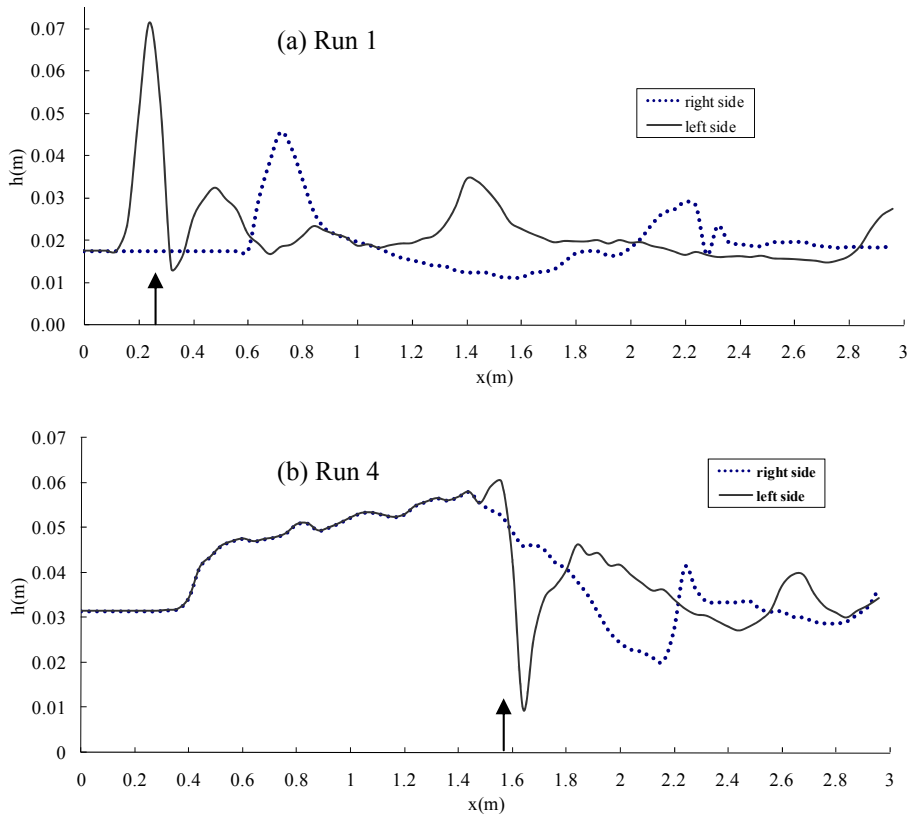 (a) Run 1
right side
left side
h(m)
0.07
0.06
0.05
0.04
0.03
0.02
0.01
0.00
0 0.2 0.4 0.6 0.8 1 1.2 1.4 1.6 1.8 2 2.2 2.4 2.6 2.8 3
x(m)
(b) Run 4
right side
left side
h(m)
0.07
0.06
0.05
0.04
0.03
0.02
0.01
0
0 0.2 0.4 0.6 0.8 1 1.2 1.4 1.6 1.8 2 2.2 2.4 2.6 2.8 3
x(m)